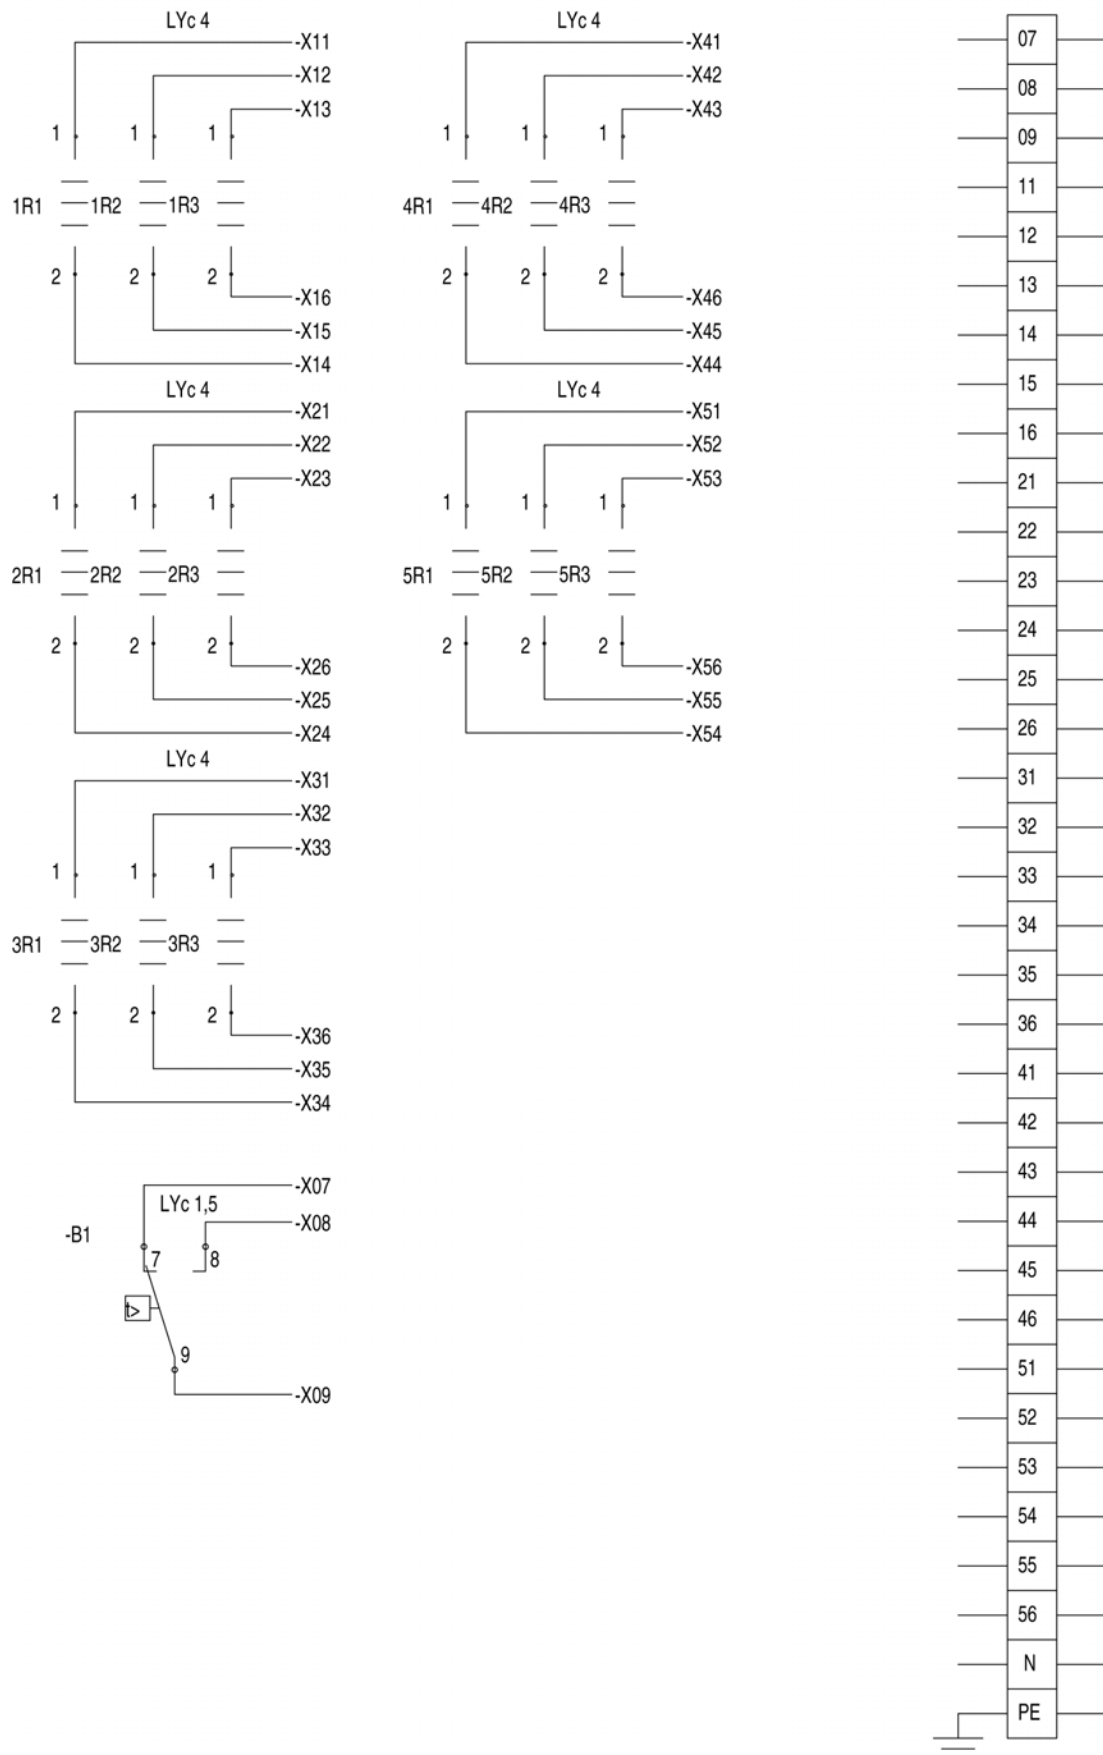 LYc 4
-X11
-X12
-X13
1 1 1
1R1 1R2 1R3
2 2 2
-X16
-X15
-X14
LYc 4
-X21
-X22
-X23
1 1 1
2R1 2R2 2R3
2 2 2
-X26
-X25
-X24
LYc 4
-X31
-X32
-X33
1 1 1
3R1 3R2 3R3
2 2 2
-X36
-X35
-X34
-X07
LYc 1,5
-X08
-B1
7 8
t>
9
-X09
LYc 4
-X41
-X42
-X43
1 1 1
4R1 4R2 4R3
2 2 2
-X46
-X45
-X44
LYc 4
-X51
-X52
-X53
1 1 1
5R1 5R2 5R3
2 2 2
-X56
-X55
-X54
07
08
09
11
12
13
14
15
16
21
22
23
24
25
26
31
32
33
34
35
36
41
42
43
44
45
46
51
52
53
54
55
56
N
PE